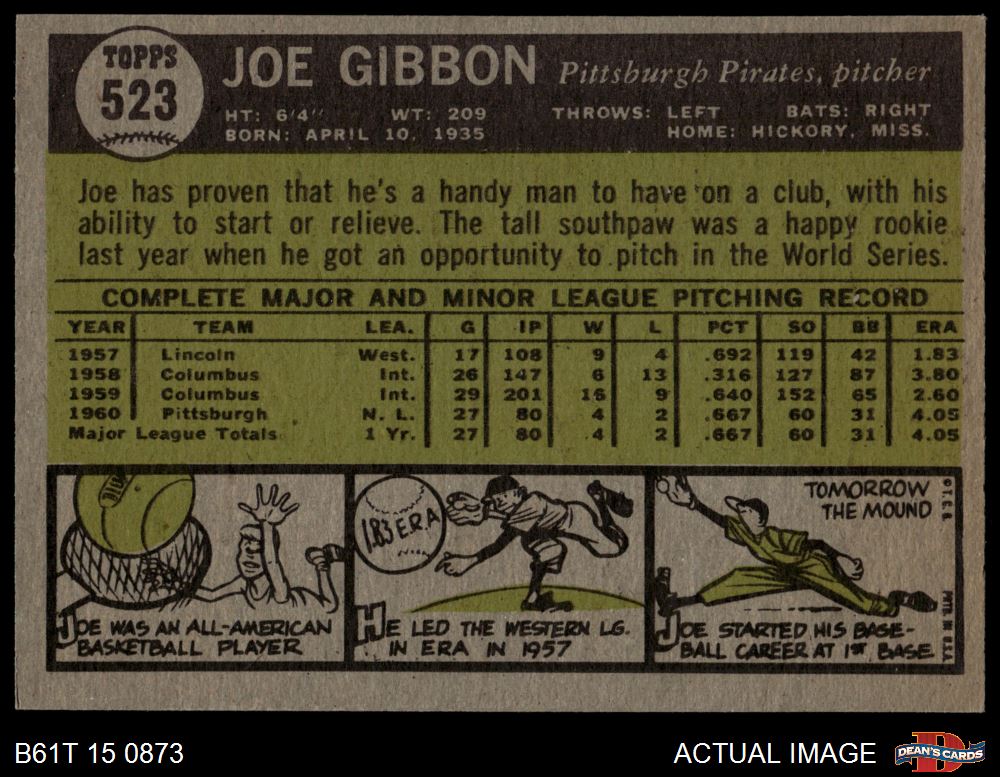 TOPPS
523
JOE GIBBON Pittsburgh Pirates, pitcher
HT: 6'4" WT: 209 THROWS: LEFT BATS: RIGHT
BORN: APRIL 10, 1935 HOME: HICKORY, MISS.
Joe has proven that he's a handy man to have on a club, with his
ability to start or relieve. The tall southpaw was a happy rookie
last year when he got an opportunity to pitch in the World Series.
COMPLETE MAJOR AND MINOR LEAGUE PITCHING RECORD
YEAR TEAM LEA. G IP W L PCT SO BB ERA
1957 Lincoln West. 17 108 9 4 .692 119 42 1.83
1958 Columbus Int. 26 147 6 13 .316 127 87 3.80
1959 Columbus Int. 29 201 16 9 .640 152 65 2.60
1960 Pittsburgh N. L. 27 80 4 2 .667 60 31 4.05
Major League Totals 1 Yr. 27 80 4 2 .667 60 31 4.05
JOE WAS AN ALL-AMERICAN
BASKETBALL PLAYER
1.83 E.R.A
HE LED THE WESTERN LG.
IN ERA IN 1957
TOMORROW
THE MOUND
JOE STARTED HIS BASE-
BALL CAREER AT 1ST BASE
©T.C.G.
PRTD. IN U.S.A.
B61T 15 0873
ACTUAL IMAGE
DEAN'S CARDS